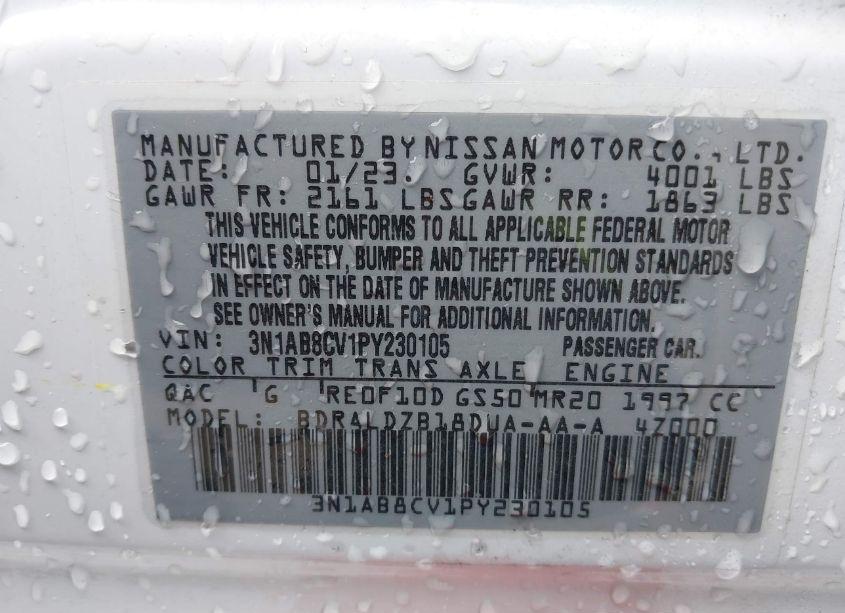 MANUFACTURED BY NISSAN MOTOR CO., LTD.
DATE: 01/23. GVWR: 4001 LBS
GAWR FR: 2161 LBS GAWR RR: 1863 LBS
THIS VEHICLE CONFORMS TO ALL APPLICABLE FEDERAL MOTOR
VEHICLE SAFETY, BUMPER AND THEFT PREVENTION STANDARDS
IN EFFECT ON THE DATE OF MANUFACTURE SHOWN ABOVE.
SEE OWNER'S MANUAL FOR ADDITIONAL INFORMATION.
VIN: 3N1AB8CV1PY230105 PASSENGER CAR.
COLOR TRIM TRANS AXLE ENGINE
QAC G RE0F10D GS50 MR20 1997 CC
MODEL: BDRALDZB18DUA-AA-A 4Z000
3N1AB8CV1PY230105